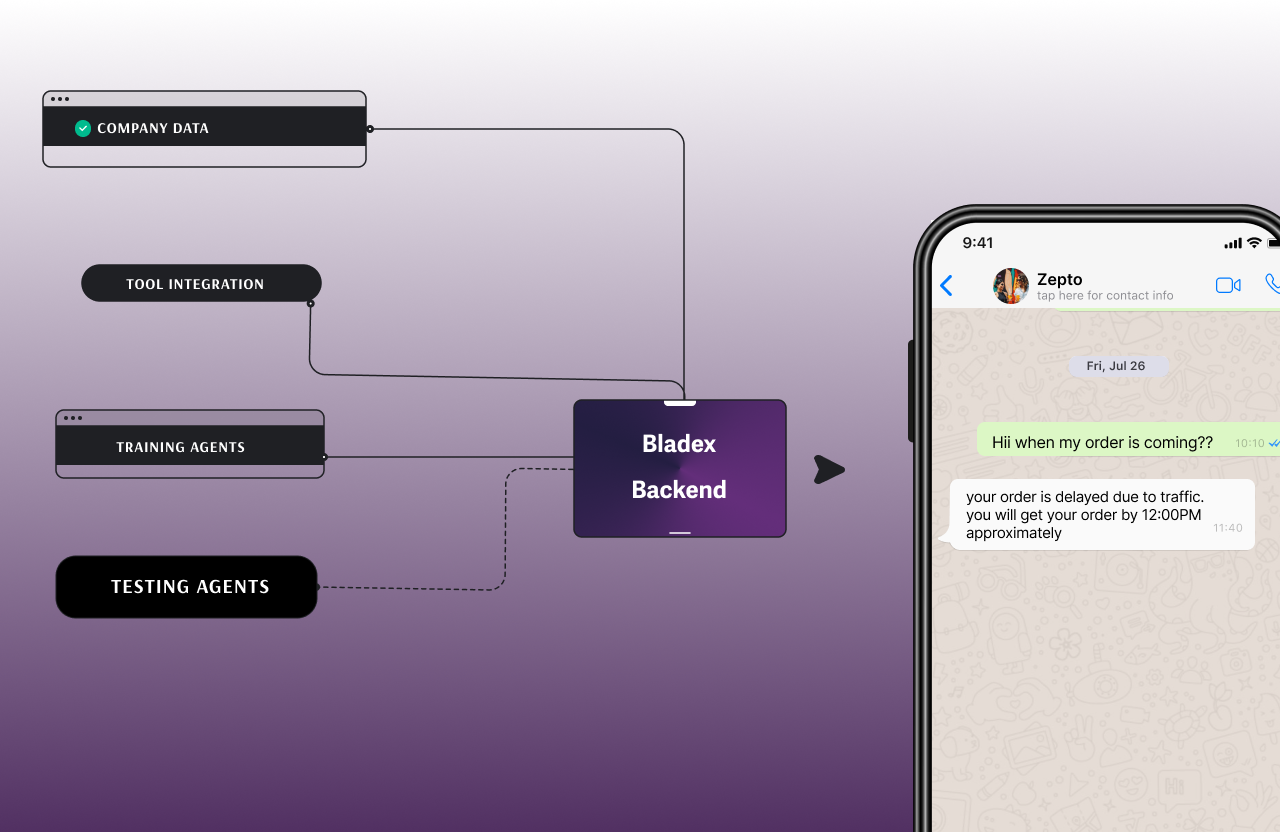 COMPANY DATA
TOOL INTEGRATION
TRAINING AGENTS
TESTING AGENTS
Bladex
Backend
9:41
Zepto
tap here for contact info
Fri, Jul 26
Hii when my order is coming?? 10:10
your order is delayed due to traffic.
you will get your order by 12:00PM
approximately 11:40
Hi